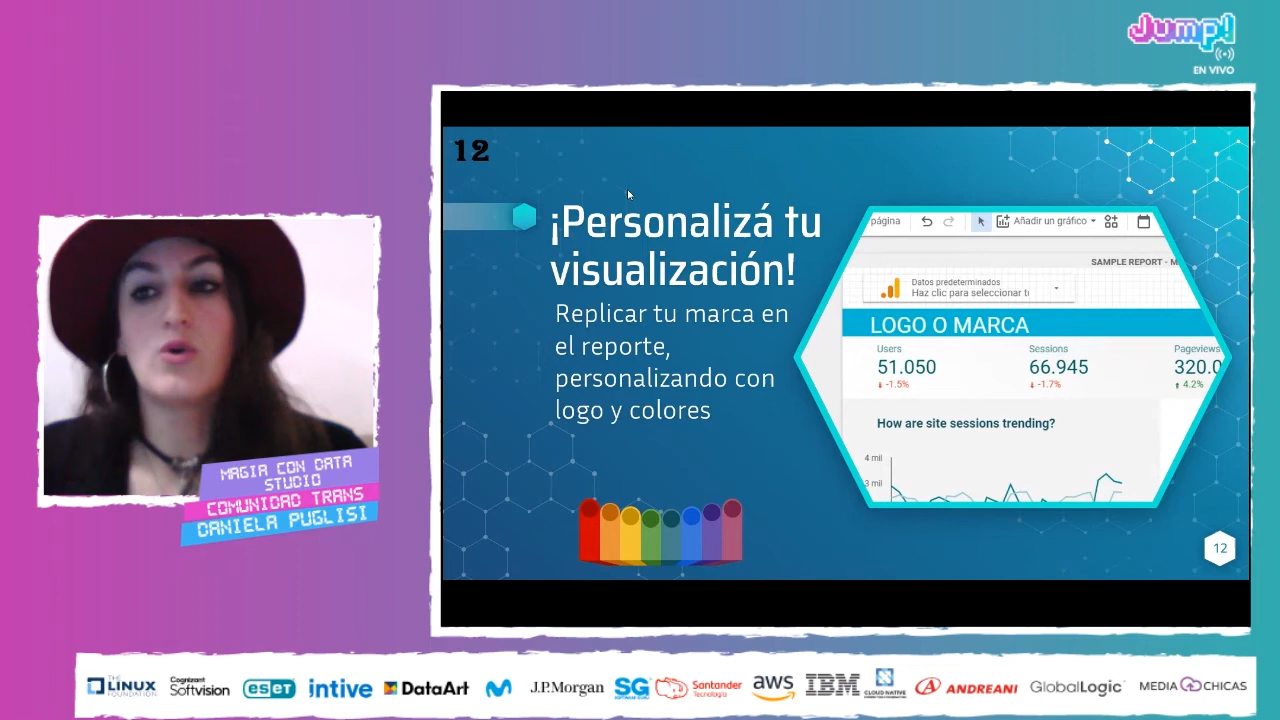 Jump!
EN VIVO
12
¡Personalizá tu
visualización!
Replicar tu marca en
el reporte,
personalizando con
logo y colores
página
Añadir un gráfico
SAMPLE REPORT - M
Datos predeterminados
Haz clic para seleccionar
LOGO O MARCA
Users
Sessions
Pageviews
51.050
66.945
320.0
-1.5%
-1.7%
4.2%
How are site sessions trending?
4 mil
3 mil
12
MAGIA CON DATA
STUDIO
COMUNIDAD TRANS
DANIELA PUGLISI
THE LINUX FOUNDATION
Cognizant Softvision
eset
intive
DataArt
J.P.Morgan
SG
Santander Tecnología
aws
IBM
CLOUD NATIVE
ANDREANI
GlobalLogic
MEDIA CHICAS